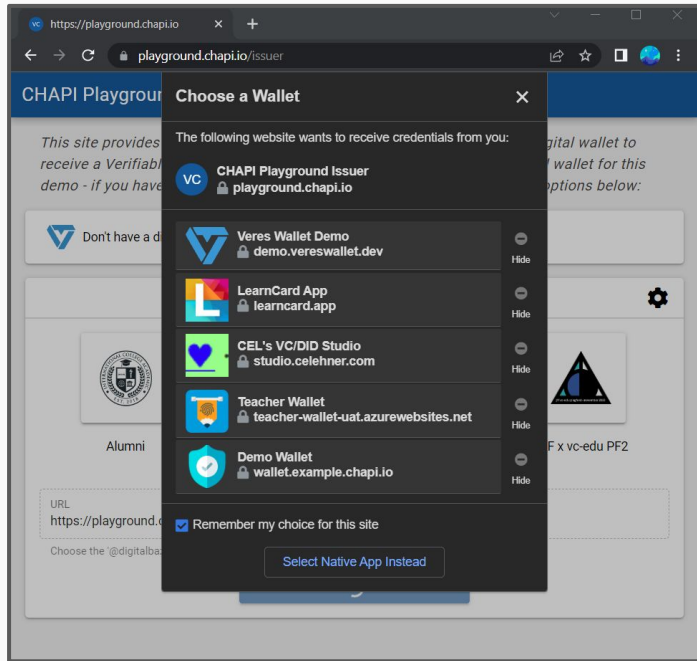 https://playground.chapi.io
playground.chapi.io/issuer
CHAPI Playgroun
Choose a Wallet
This site provides
gital wallet to
receive a Verifiabl
wallet for this
demo - if you have
options below:
The following website wants to receive credentials from you:
VC
CHAPI Playground Issuer
playground.chapi.io
Don't have a di
Veres Wallet Demo
demo.vereswallet.dev
Hide
LearnCard App
learncard.app
Hide
CEL's VC/DID Studio
studio.celehner.com
Hide
Teacher Wallet
teacher-wallet-uat.azurewebsites.net
Hide
Demo Wallet
wallet.example.chapi.io
Hide
Alumni
F x vc-edu PF2
URL
https://playground.c
Choose the '@digitalbaz
Remember my choice for this site
Select Native App Instead